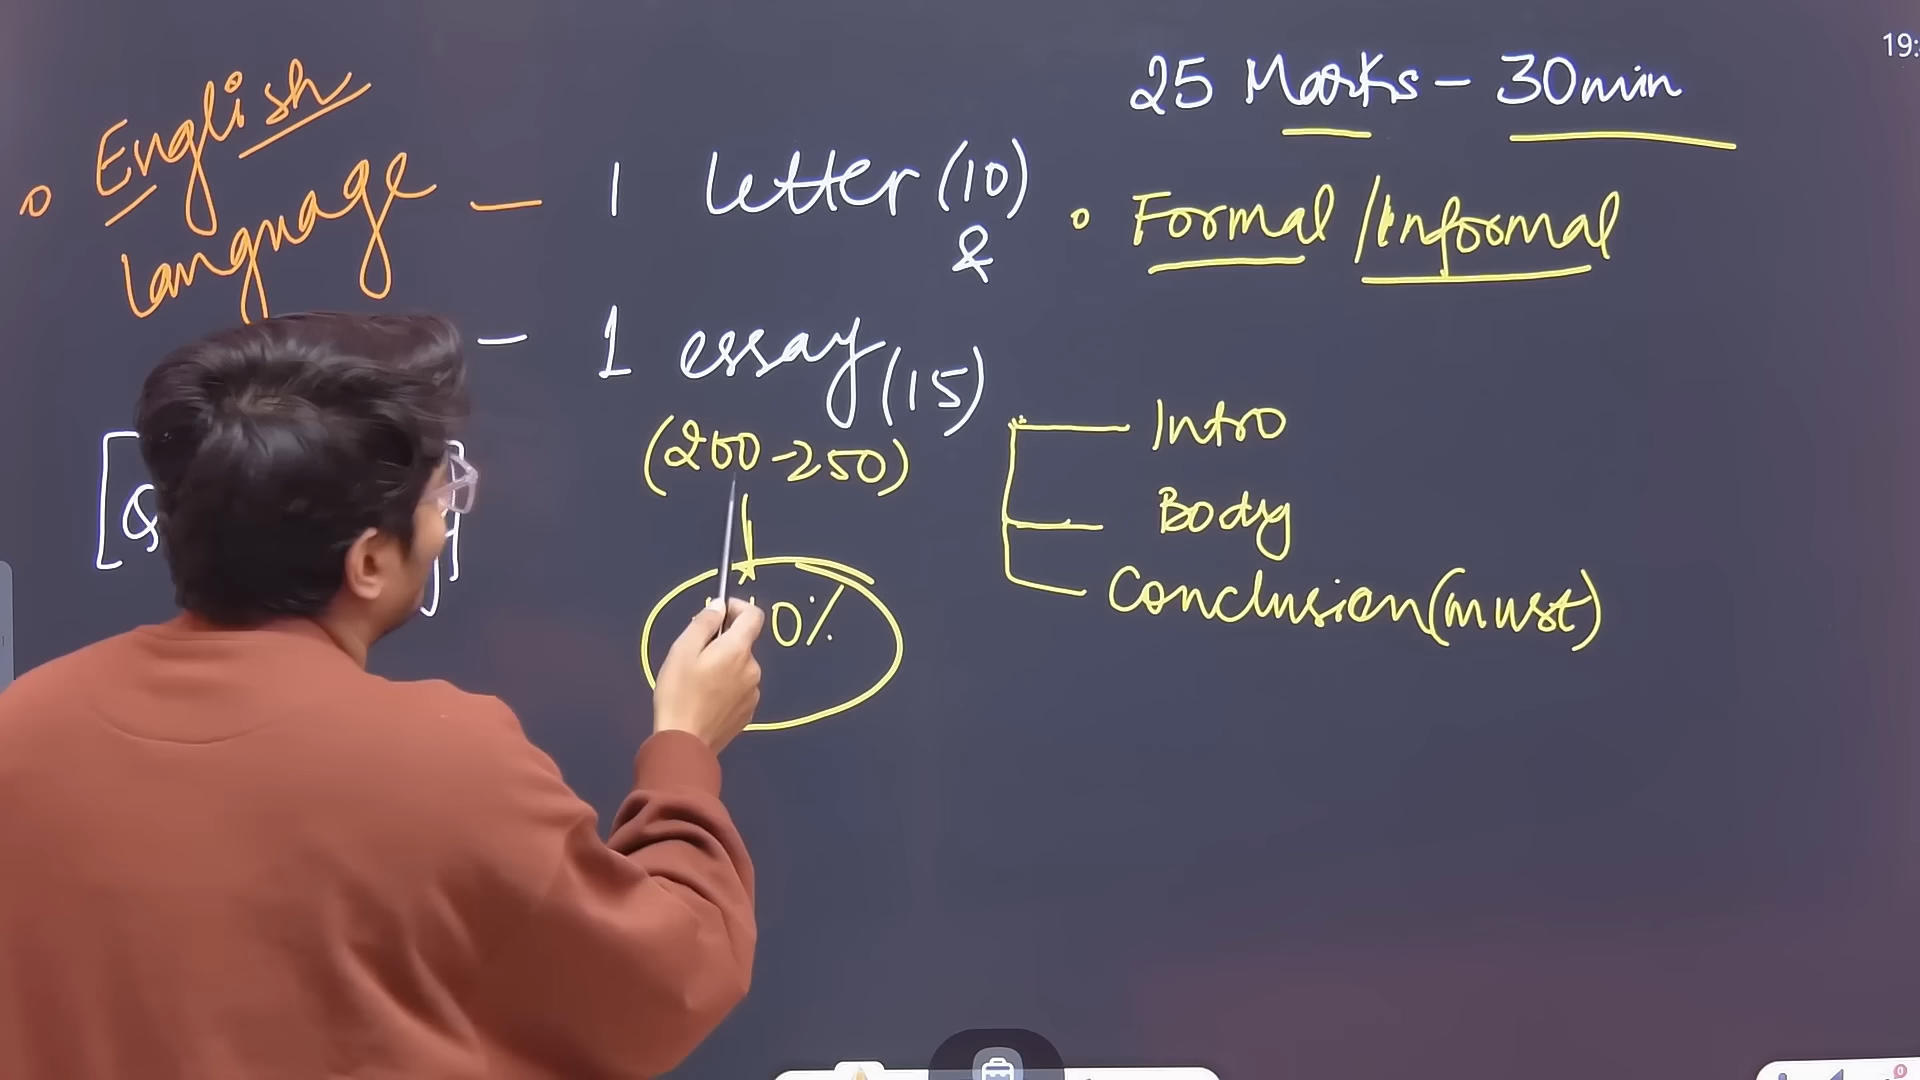 19:
25 Marks - 30min
English
Language - 1 letter (10)
&
Formal / Informal
- 1 essay (15)
(200-250)
Intro
Body
Conclusion (must)
0%